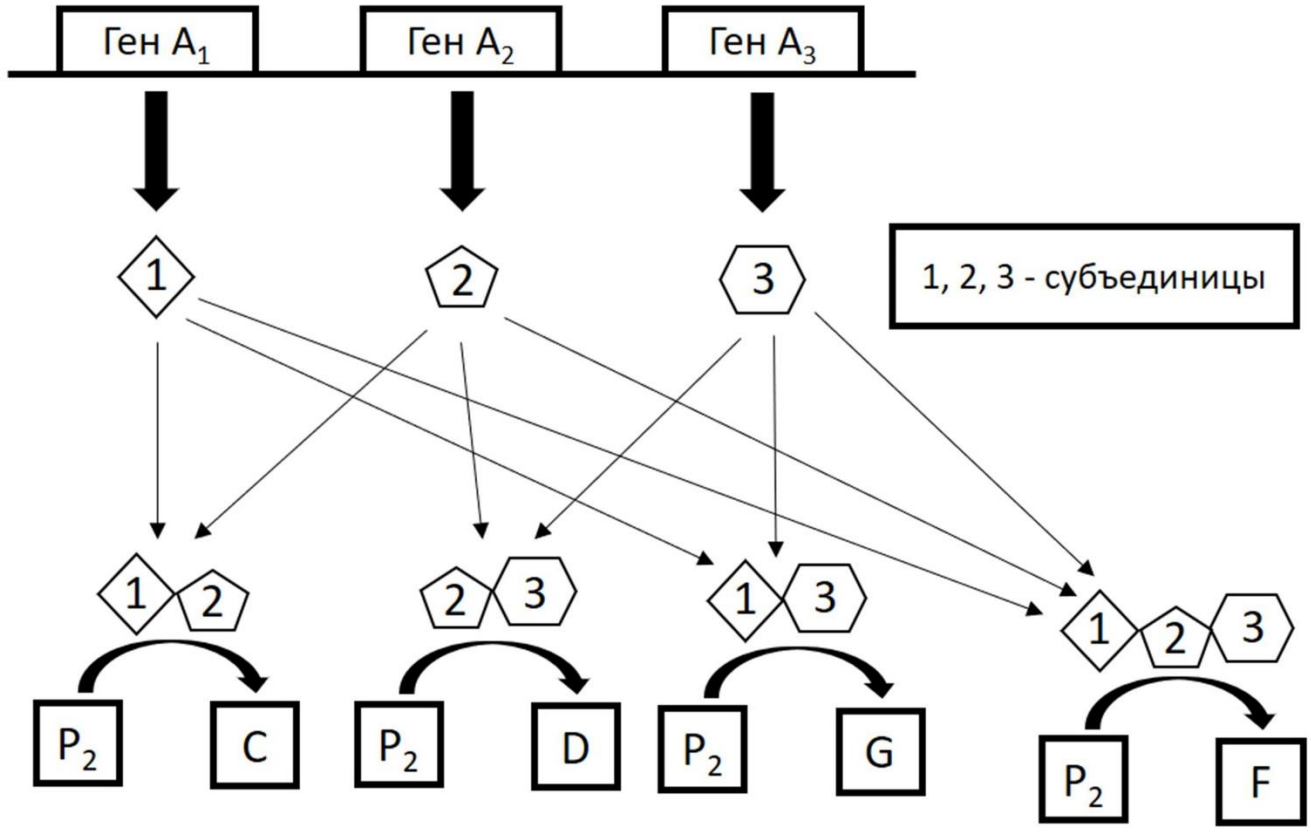 Ген A₁ Ген A₂ Ген A₃
1 2 3
1, 2, 3 - субъединицы
1 2 2 3 1 3 1 2 3
P₂ C P₂ D P₂ G P₂ F